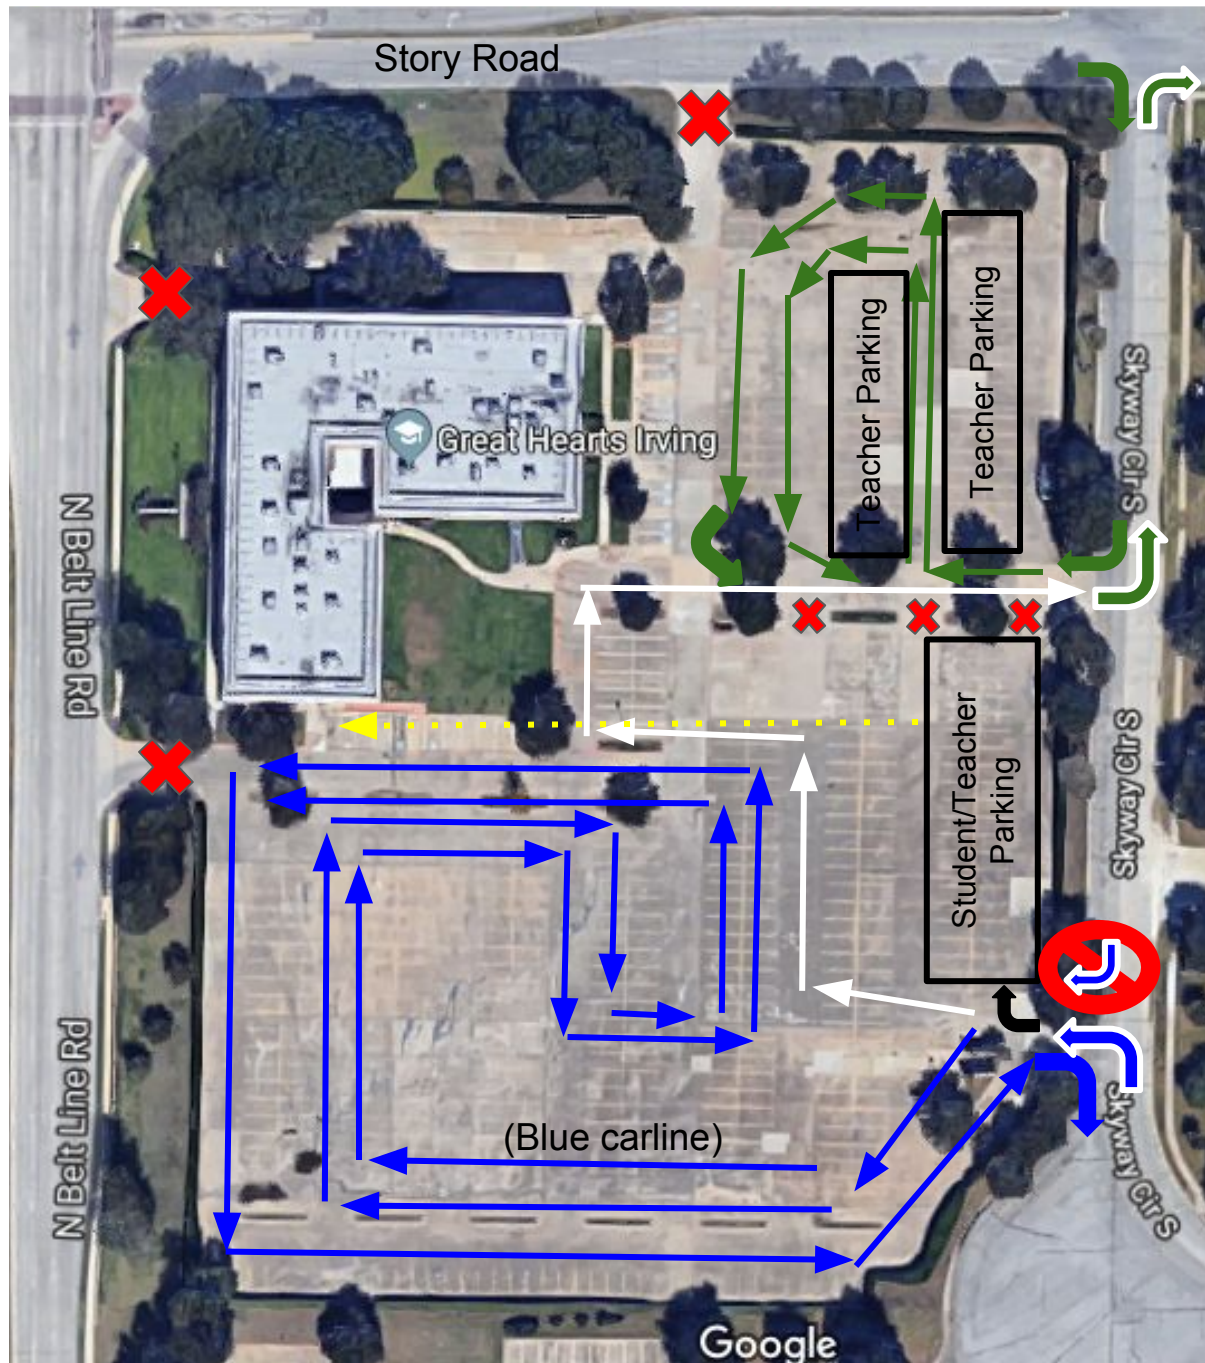 Story Road
Teacher Parking
Teacher Parking
Skyway Cir S
Great Hearts Irving
N Belt Line Rd
Student/Teacher
Parking
Skyway Cir S
N Belt Line Rd
(Blue carline)
Skyway Cir S
Google